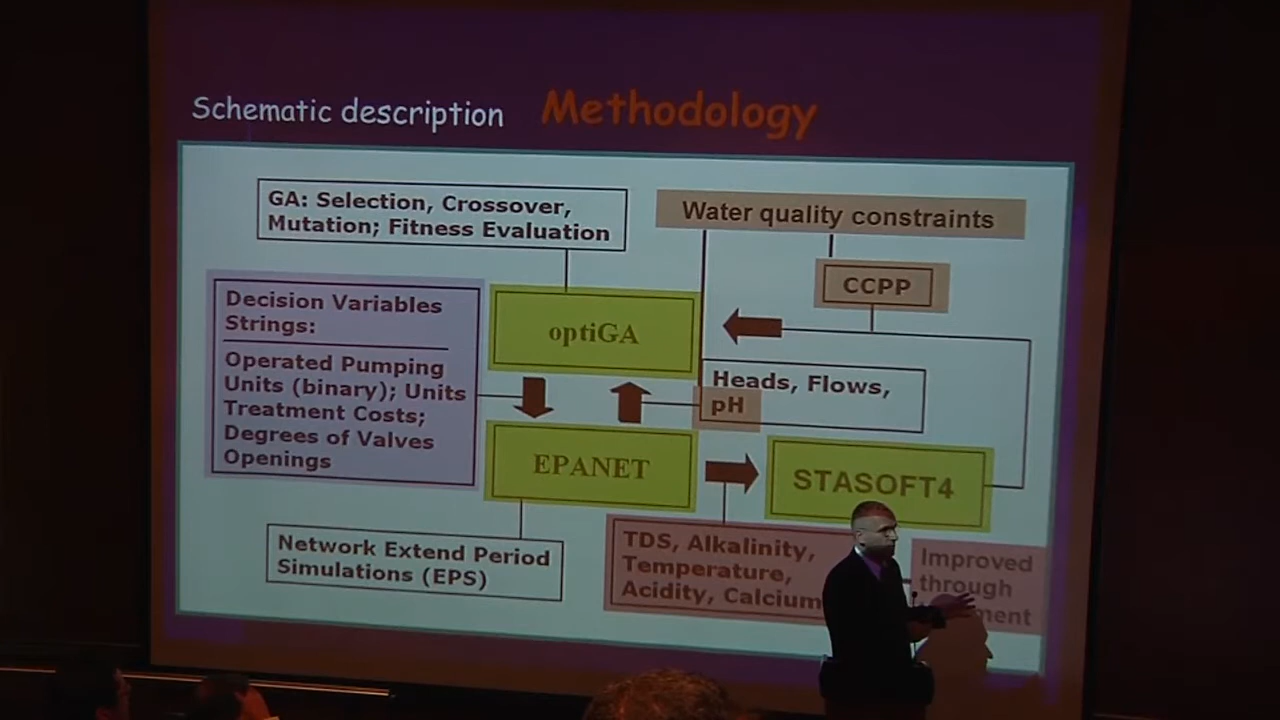 Schematic description Methodology
GA: Selection, Crossover,
Mutation; Fitness Evaluation
Water quality constraints
CCPP
Decision Variables
Strings:
Operated Pumping
Units (binary); Units
Treatment Costs;
Degrees of Valves
Openings
optiGA
Heads, Flows,
pH
EPANET
STASOFT4
Network Extend Period
Simulations (EPS)
TDS, Alkalinity,
Temperature,
Acidity, Calcium
Improved
through